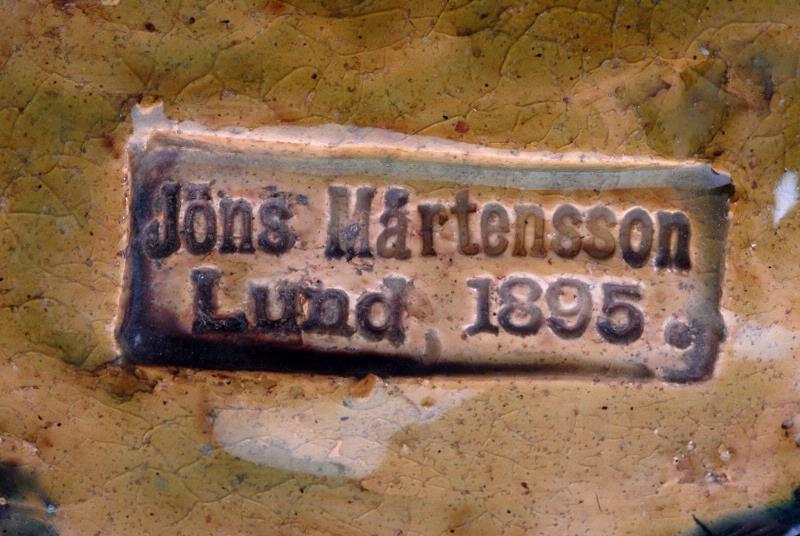 Jöns Mårtensson
Lund, 1895.